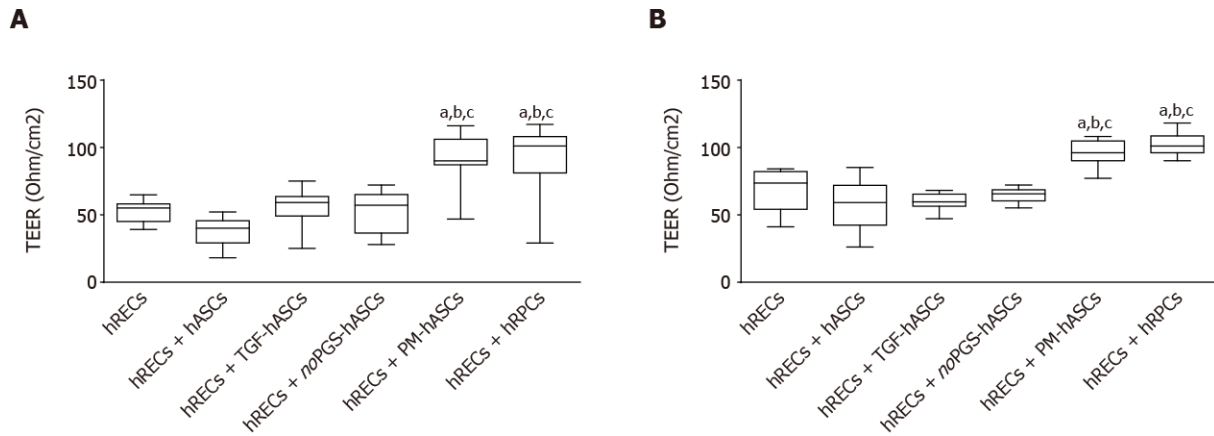 A
150
100
50
0
TEER (Ohm/cm2)
a,b,c
a,b,c
hRECs
hRECs + hASCs
hRECs + TGF-hASCs
hRECs + noPGS-hASCs
hRECs + PM-hASCs
hRECs + hRPCs
B
150
100
50
0
TEER (Ohm/cm2)
a,b,c
a,b,c
hRECs
hRECs + hASCs
hRECs + TGF-hASCs
hRECs + noPGS-hASCs
hRECs + PM-hASCs
hRECs + hRPCs